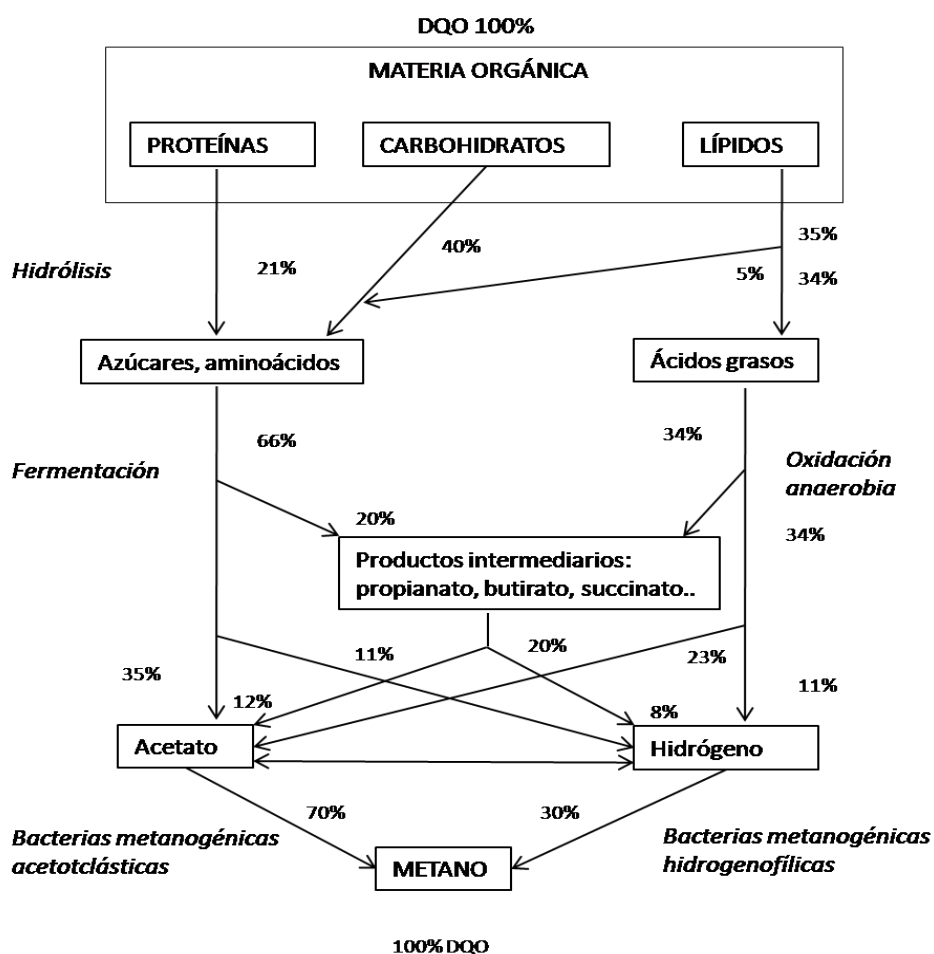 DQO 100%
MATERIA ORGÁNICA
PROTEÍNAS
CARBOHIDRATOS
LÍPIDOS
35%
40%
Hidrólisis
21%
5%
34%
Azúcares, aminoácidos
Ácidos grasos
66%
34%
Fermentación
Oxidación
anaerobia
20%
34%
Productos intermediarios:
propianato, butirato, succinato..
11%
20%
23%
35%
11%
12%
8%
Acetato
Hidrógeno
70%
30%
Bacterias metanogénicas
acetotclásticas
Bacterias metanogénicas
hidrogenofílicas
METANO
100% DQO